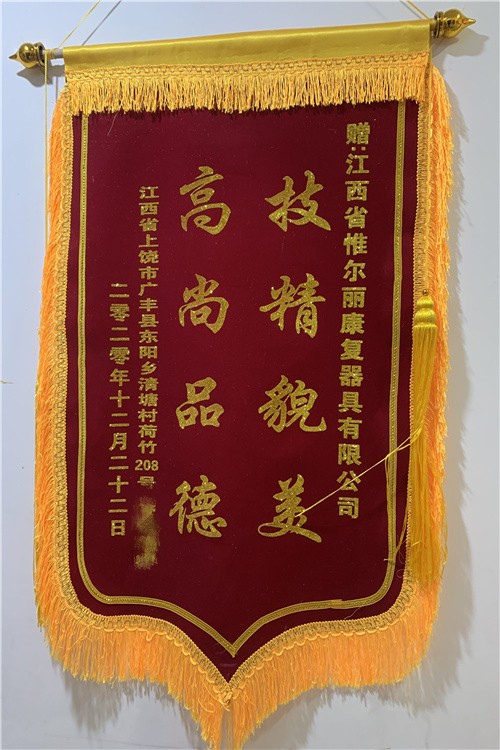 赠:江西省惟尔丽康复器具有限公司
技精貌美
高尚品德
江西省上饶市广丰县东阳乡清塘村荷竹208号
二零二零年十二月二十二日